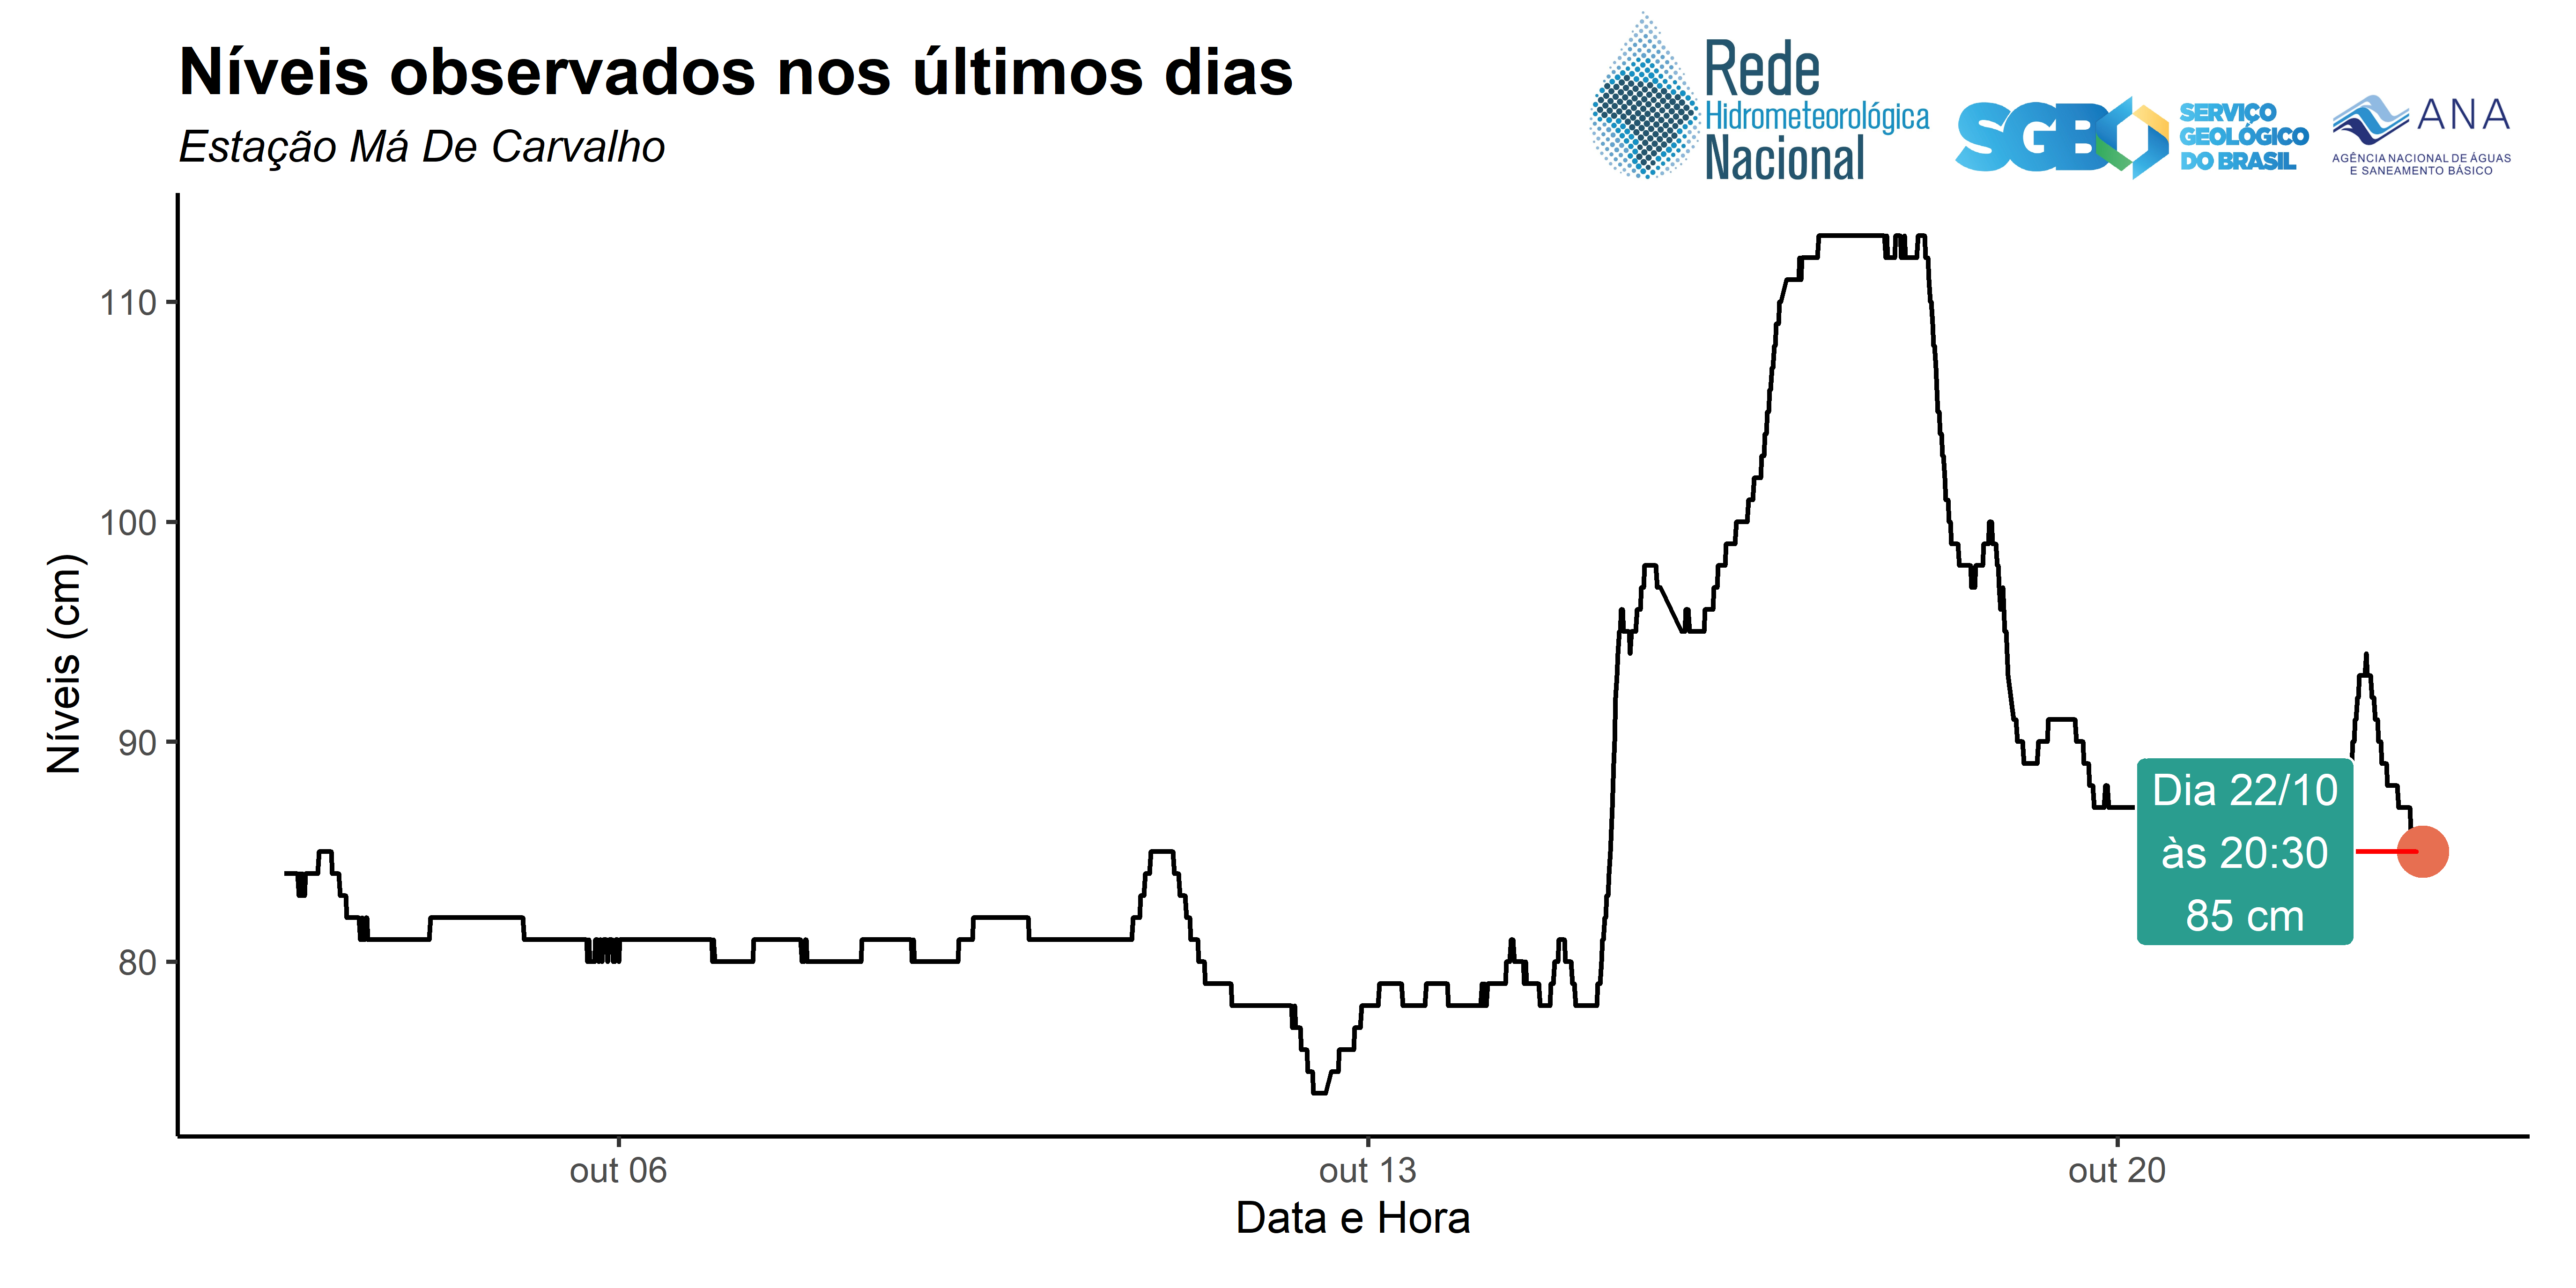 Níveis observados nos últimos dias
Estação Má De Carvalho
Rede
Hidrometeorológica
Nacional
SGB
SERVIÇO
GEOLÓGICO
DO BRASIL
ANA
AGÊNCIA NACIONAL DE ÁGUAS
E SANEAMENTO BÁSICO
Níveis (cm)
110
100
90
80
Dia 22/10
às 20:30
85 cm
out 06
out 13
out 20
Data e Hora